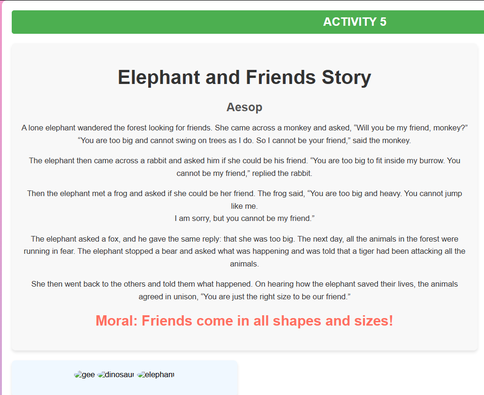 ACTIVITY 5
Elephant and Friends Story
Aesop
A lone elephant wandered the forest looking for friends. She came across a monkey and asked, "Will you be my friend, monkey?"
"You are too big and cannot swing on trees as I do. So I cannot be your friend," said the monkey.
The elephant then came across a rabbit and asked him if she could be his friend. "You are too big to fit inside my burrow. You
cannot be my friend," replied the rabbit.
Then the elephant met a frog and asked if she could be her friend. The frog said, "You are too big and heavy. You cannot jump
like me.
I am sorry, but you cannot be my friend."
The elephant asked a fox, and he gave the same reply: that she was too big. The next day, all the animals in the forest were
running in fear. The elephant stopped a bear and asked what was happening and was told that a tiger had been attacking all the
animals.
She then went back to the others and told them what happened. On hearing how the elephant saved their lives, the animals
agreed in unison, "You are just the right size to be our friend."
Moral: Friends come in all shapes and sizes!
gee dinosau elephant